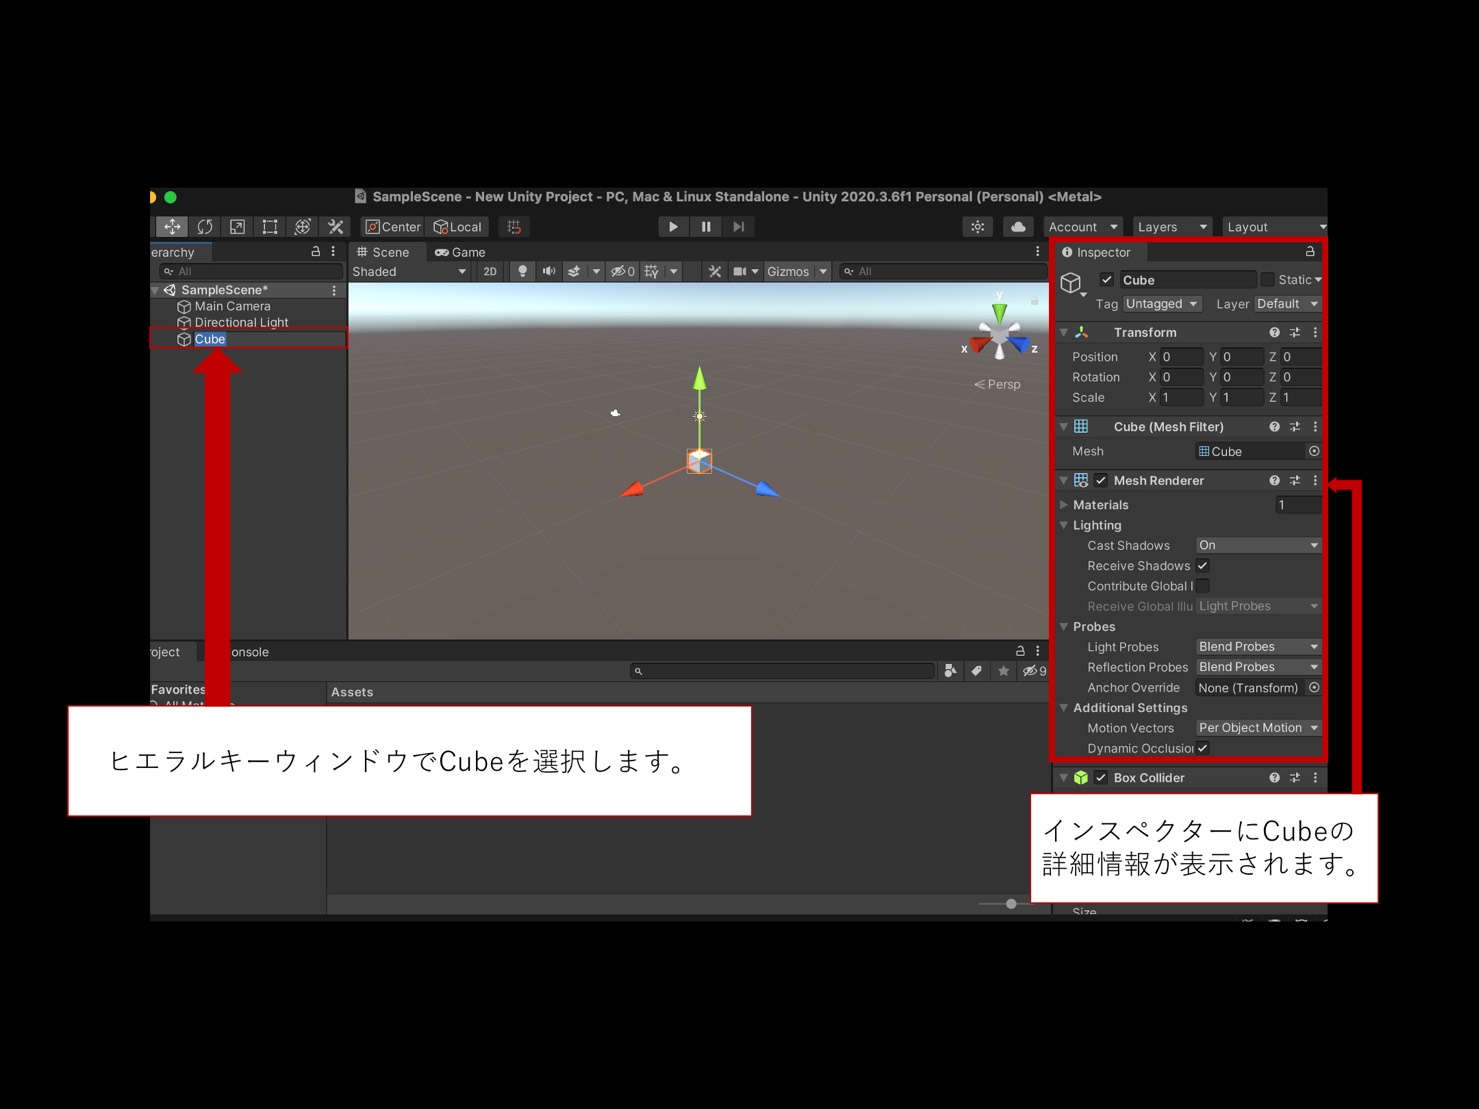 SampleScene - New Unity Project - PC, Mac & Linux Standalone - Unity 2020.3.6f1 Personal (Personal) <Metal>
Center Local Account Layers Layout
erarchy
All
SampleScene*
Main Camera
Directional Light
Cube
Scene Game
Shaded 2D 0 Gizmos All
y
x z
Persp
Inspector
Cube Static
Tag Untagged Layer Default
Transform
Position X 0 Y 0 Z 0
Rotation X 0 Y 0 Z 0
Scale X 1 Y 1 Z 1
Cube (Mesh Filter)
Mesh Cube
Mesh Renderer
Materials 1
Lighting
Cast Shadows On
Receive Shadows
Contribute Global I
Receive Global Illu Light Probes
Probes
Light Probes Blend Probes
Reflection Probes Blend Probes
Anchor Override None (Transform)
Additional Settings
Motion Vectors Per Object Motion
Dynamic Occlusion
Box Collider
Size
oject onsole
9
Favorites Assets
ヒエラルキーウィンドウでCubeを選択します。
インスペクターにCubeの
詳細情報が表示されます。